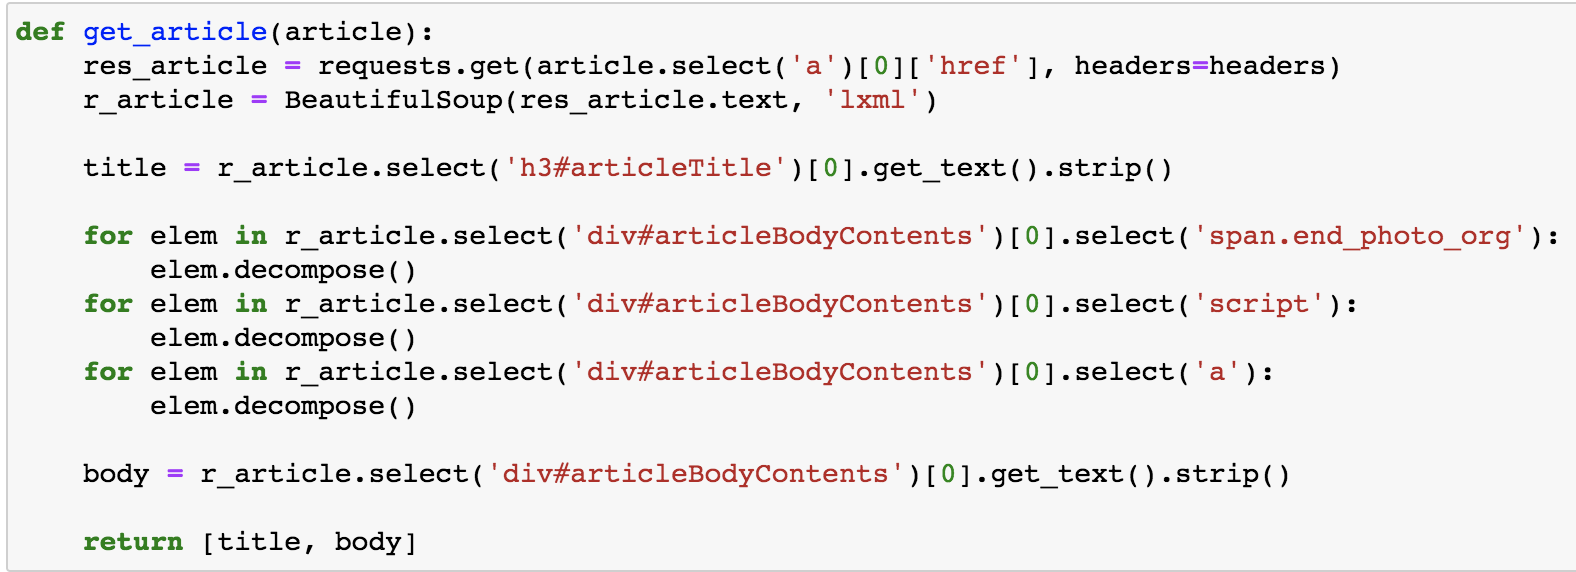 def get_article(article):
    res_article = requests.get(article.select('a')[0]['href'], headers=headers)
    r_article = BeautifulSoup(res_article.text, 'lxml')

    title = r_article.select('h3#articleTitle')[0].get_text().strip()

    for elem in r_article.select('div#articleBodyContents')[0].select('span.end_photo_org'):
        elem.decompose()
    for elem in r_article.select('div#articleBodyContents')[0].select('script'):
        elem.decompose()
    for elem in r_article.select('div#articleBodyContents')[0].select('a'):
        elem.decompose()

    body = r_article.select('div#articleBodyContents')[0].get_text().strip()

    return [title, body]